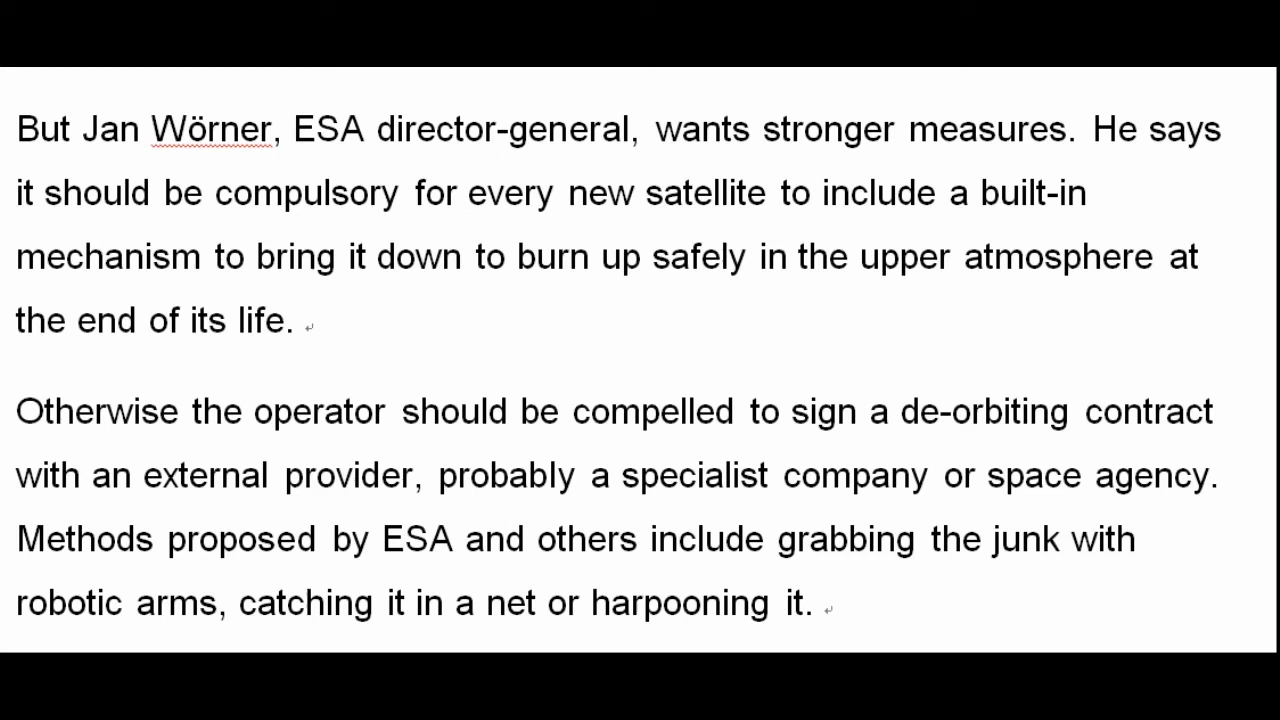 But Jan Wörner, ESA director-general, wants stronger measures. He says
it should be compulsory for every new satellite to include a built-in
mechanism to bring it down to burn up safely in the upper atmosphere at
the end of its life.
Otherwise the operator should be compelled to sign a de-orbiting contract
with an external provider, probably a specialist company or space agency.
Methods proposed by ESA and others include grabbing the junk with
robotic arms, catching it in a net or harpooning it.